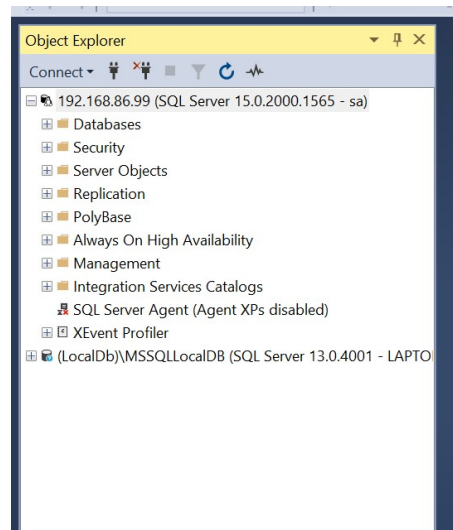 Object Explorer
Connect
192.168.86.99 (SQL Server 15.0.2000.1565 - sa)
Databases
Security
Server Objects
Replication
PolyBase
Always On High Availability
Management
Integration Services Catalogs
SQL Server Agent (Agent XPs disabled)
XEvent Profiler
(LocalDb)\MSSQLLocalDB (SQL Server 13.0.4001 - LAPTO